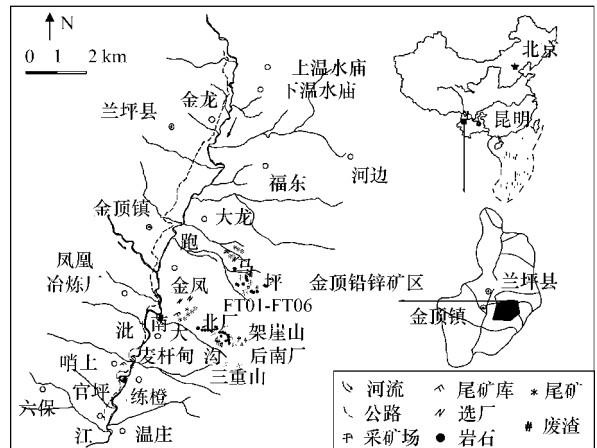 N
0 1 2 km
上温水庙
下温水庙
金龙
兰坪县
福东
河边
大龙
金顶镇
跑
马
坪
凤凰
冶炼厂
金凤
FT01-FT06
沘
南
大
北厂
架崖山
麦杆甸
沟
后南厂
哨上
三重山
官坪
练橙
六保
江
温庄
北京
昆明
金顶铅锌矿区
兰坪县
金顶镇
河流
尾矿库
尾矿
公路
选厂
废渣
采矿场
岩石